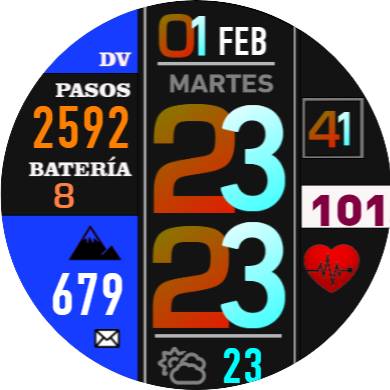 01 FEB
MARTES
DV
PASOS
2592
BATERÍA
8
679
23
23
23
41
101